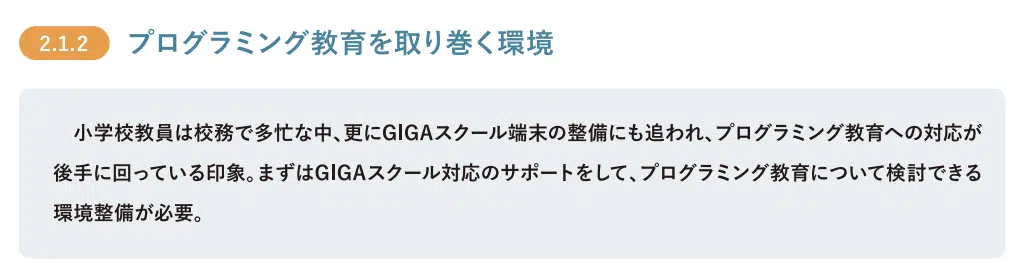 2.1.2 プログラミング教育を取り巻く環境
小学校教員は校務で多忙な中、更にGIGAスクール端末の整備にも追われ、プログラミング教育への対応が
後手に回っている印象。まずはGIGAスクール対応のサポートをして、プログラミング教育について検討できる
環境整備が必要。